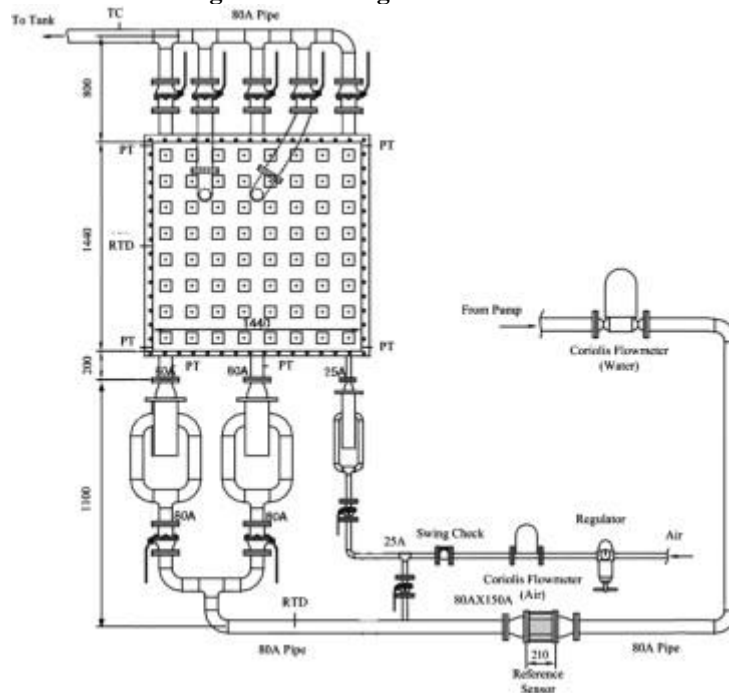 To Tank
TC
80A Pipe
800
PT
PT
1440
RTD
1440
From Pump
Coriolis Flowmeter
(Water)
PT
PT
200
PT
PT
80A
80A
25A
1100
80A
80A
25A
Swing Check
Regulator
Air
Coriolis Flowmeter
(Air)
80AX150A
RTD
80A Pipe
210
Reference
Sensor
80A Pipe